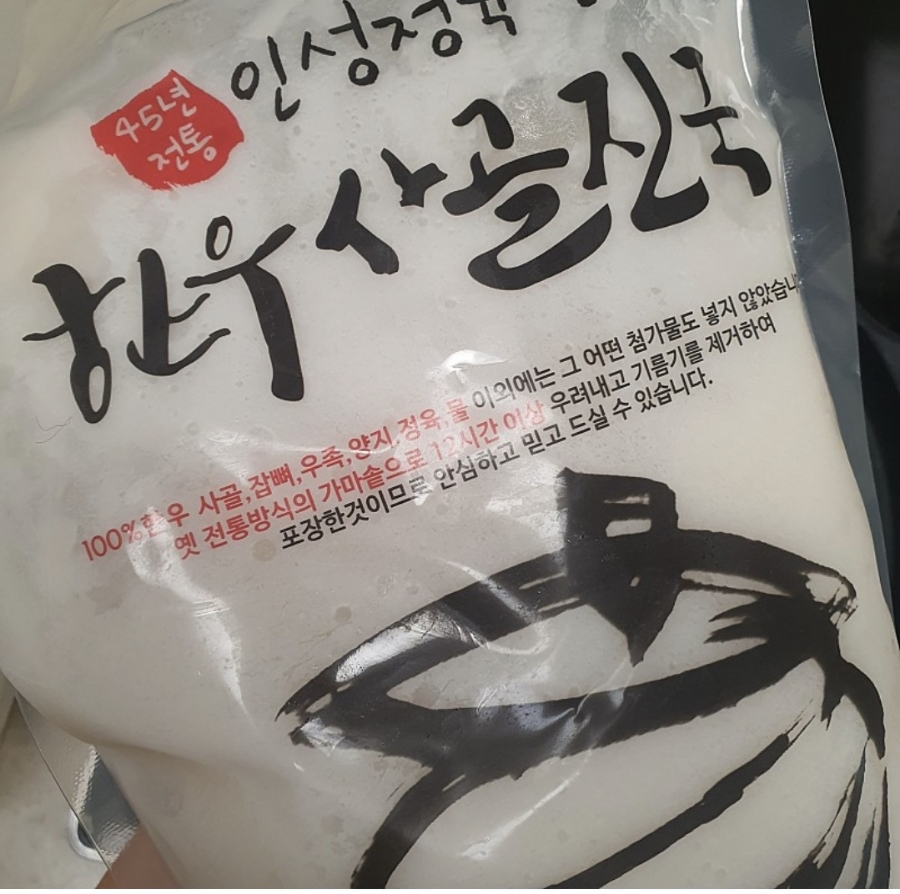 인성정육
45년
전통
한우사골진국
100%한우 사골,잡뼈,우족,양지,정육,물 이외에는 그 어떤 첨가물도 넣지 않았습니
옛 전통방식의 가마솥으로 12시간 이상 우려내고 기름기를 제거하여
포장한것이므로 안심하고 믿고 드실 수 있습니다.